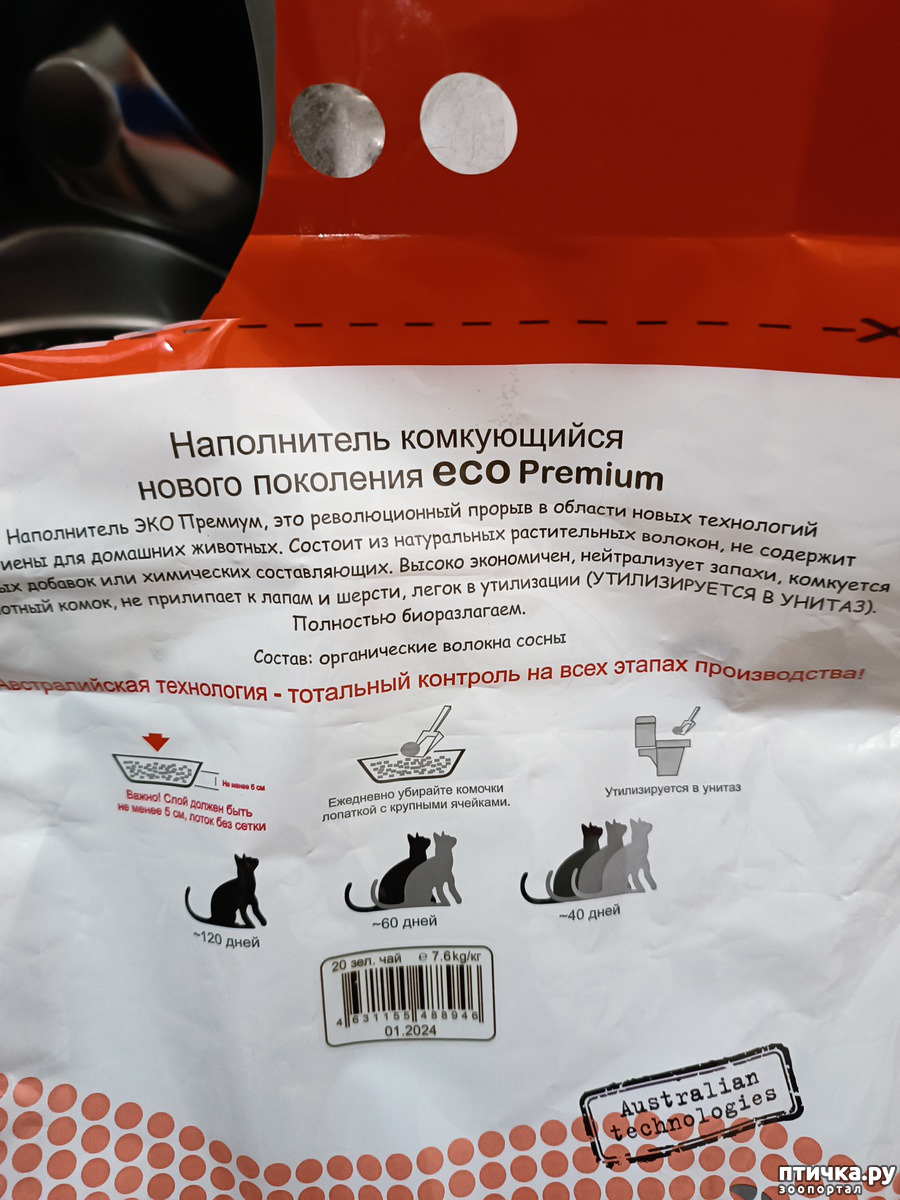 Наполнитель комкующийся
нового поколения eco Premium
Наполнитель ЭКО Премиум, это революционный прорыв в области новых технологий
иены для домашних животных. Состоит из натуральных растительных волокон, не содержит
ых добавок или химических составляющих. Высоко экономичен, нейтрализует запахи, комкуется
отный комок, не прилипает к лапам и шерсти, легок в утилизации (УТИЛИЗИРУЕТСЯ В УНИТАЗ).
Полностью биоразлагаем.
Состав: органические волокна сосны
Австралийская технология - тотальный контроль на всех этапах производства!
Не менее 5 см
Важно! Слой должен быть
не менее 5 см, лоток без сетки
Ежедневно убирайте комочки
лопаткой с крупными ячейками.
Утилизируется в унитаз
~120 дней
~60 дней
~40 дней
20 зел. чай ℮ 7.6kg/кг
4 631155 488946
01.2024
Australian
technologies
птичка.ру
зоопортал